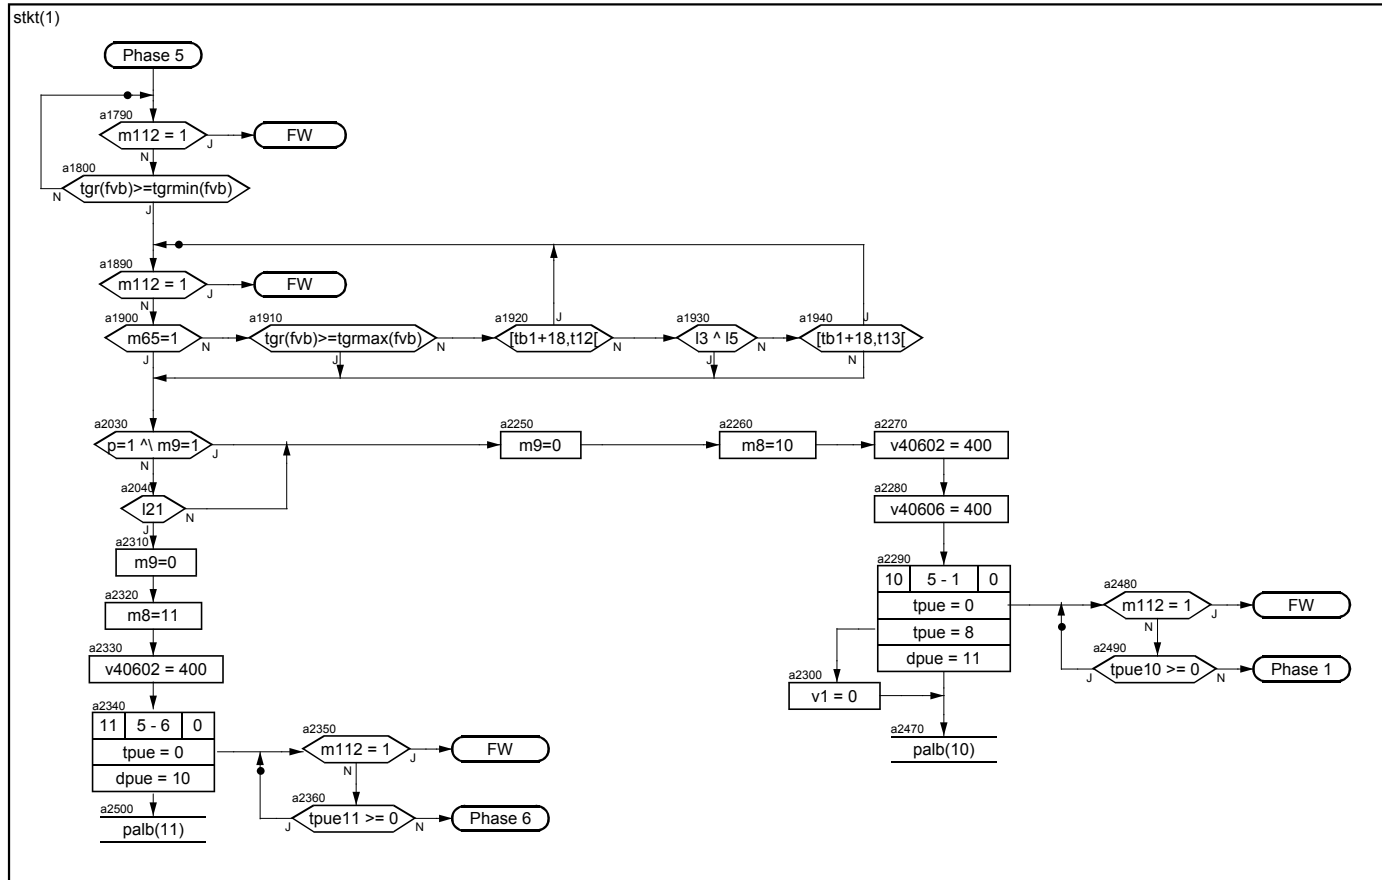 stkt(1)
Phase 5
a1790
m112 = 1
J
FW
N
a1800
tgr(fvb)>=tgrmin(fvb)
N
J
a1890
m112 = 1
J
FW
N
a1900
m65=1
N
J
a1910
tgr(fvb)>=tgrmax(fvb)
N
J
a1920
[tb1+18,t12[
J
N
a1930
l3 ^ l5
N
J
a1940
[tb1+18,t13[
J
N
a2030
p=1 ^\ m9=1
J
N
a2250
m9=0
a2260
m8=10
a2270
v40602 = 400
a2040
l21
N
J
a2280
v40606 = 400
a2310
m9=0
a2290
10 5 - 1 0
tpue = 0
tpue = 8
dpue = 11
a2480
m112 = 1
J
FW
N
a2320
m8=11
a2490
tpue10 >= 0
J
N
Phase 1
a2330
v40602 = 400
a2300
v1 = 0
a2340
11 5 - 6 0
tpue = 0
dpue = 10
a2350
m112 = 1
J
FW
N
a2470
palb(10)
a2360
tpue11 >= 0
J
N
Phase 6
a2500
palb(11)